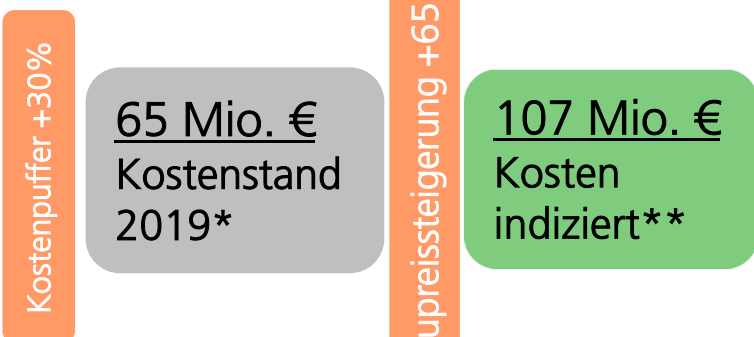 Kostenpuffer +30%
65 Mio. €
Kostenstand
2019*
upreissteigerung +65
107 Mio. €
Kosten
indiziert**